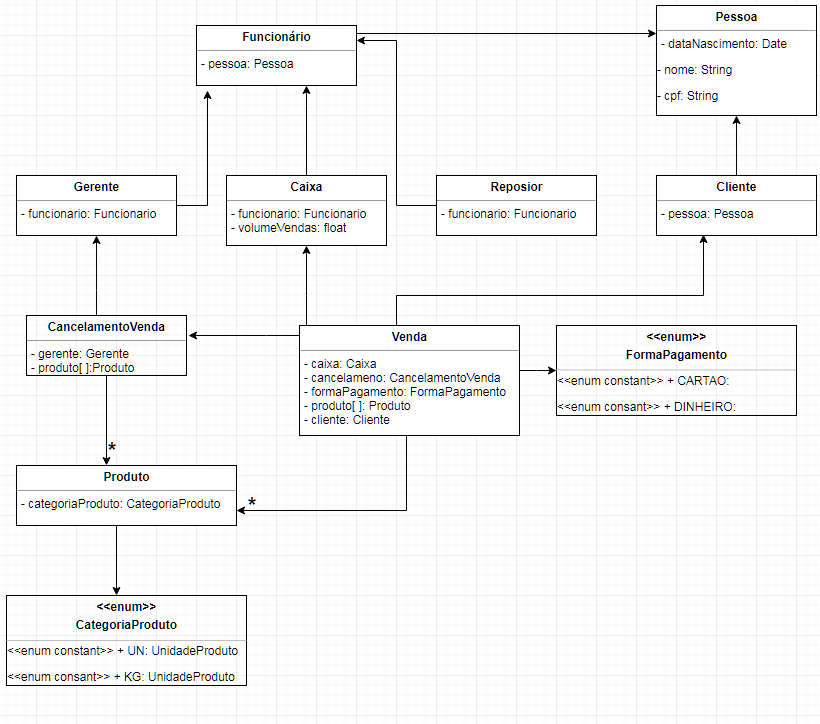 Pessoa
- dataNascimento: Date
- nome: String
- cpf: String
Funcionário
- pessoa: Pessoa
Gerente
- funcionario: Funcionario
Caixa
- funcionario: Funcionario
- volumeVendas: float
Reposior
- funcionario: Funcionario
Cliente
- pessoa: Pessoa
CancelamentoVenda
- gerente: Gerente
- produto[ ]:Produto
Venda
- caixa: Caixa
- cancelameno: CancelamentoVenda
- formaPagamento: FormaPagamento
- produto[ ]: Produto
- cliente: Cliente
<<enum>>
FormaPagamento
<<enum constant>> + CARTAO:
<<enum consant>> + DINHEIRO:
*
Produto
- categoriaProduto: CategoriaProduto
*
<<enum>>
CategoriaProduto
<<enum constant>> + UN: UnidadeProduto
<<enum consant>> + KG: UnidadeProduto